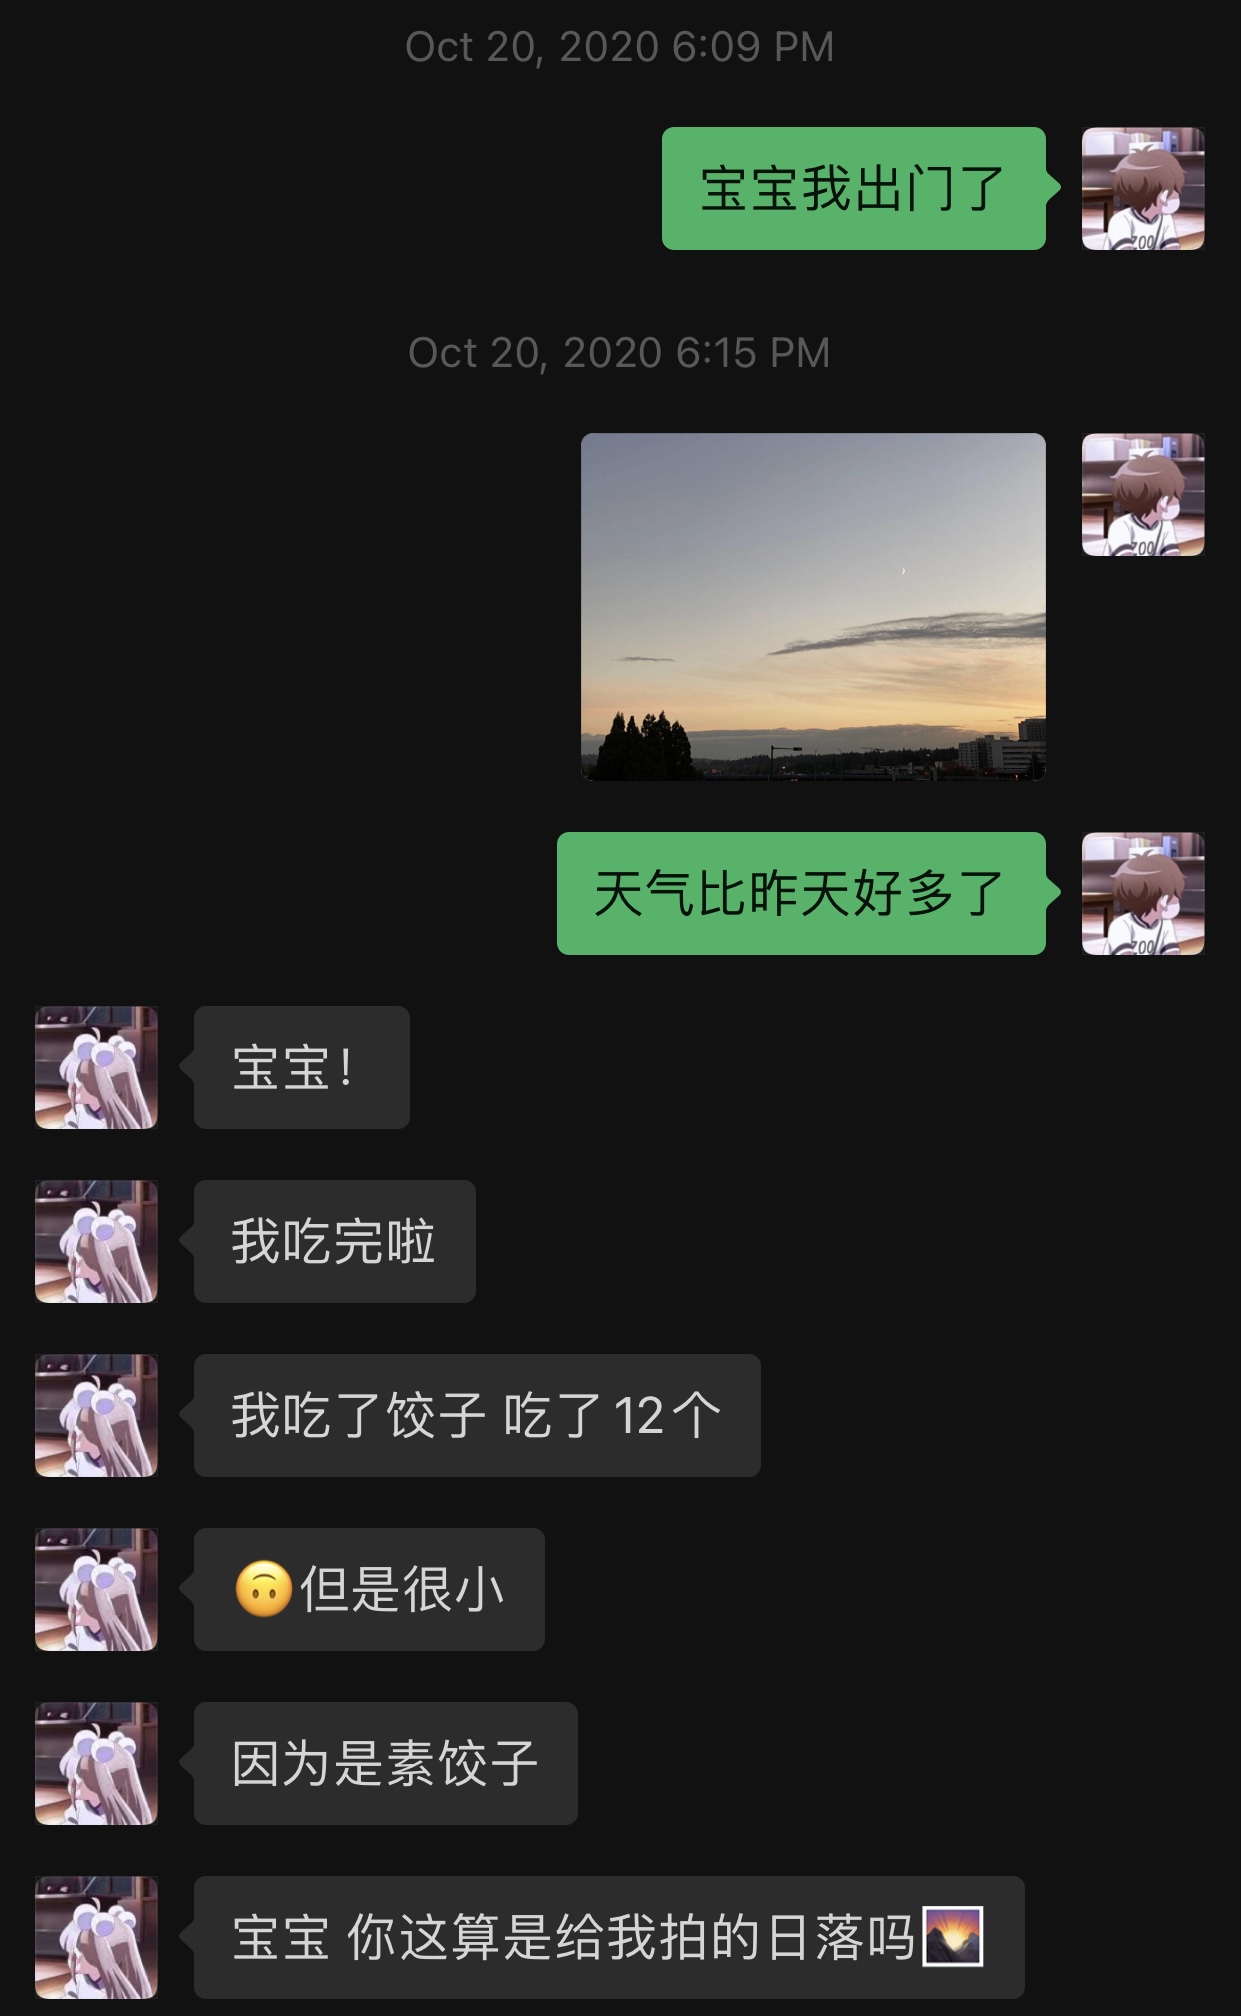 Oct 20, 2020 6:09 PM
宝宝我出门了
ZOO
Oct 20, 2020 6:15 PM
ZOO
天气比昨天好多了
ZOO
宝宝！
我吃完啦
我吃了饺子 吃了12个
🙃但是很小
因为是素饺子
宝宝 你这算是给我拍的日落吗🌄